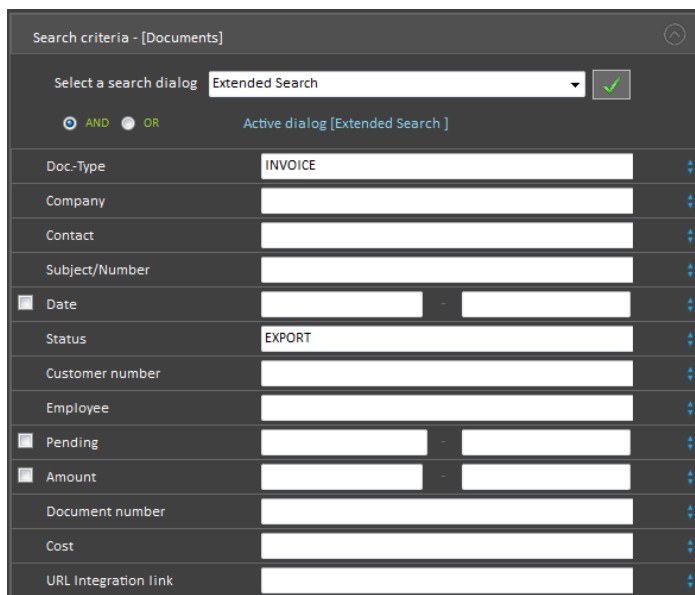 Search criteria - [Documents]
Select a search dialog Extended Search
AND OR Active dialog [Extended Search ]
Doc.-Type INVOICE
Company
Contact
Subject/Number
Date -
Status EXPORT
Customer number
Employee
Pending -
Amount -
Document number
Cost
URL Integration link